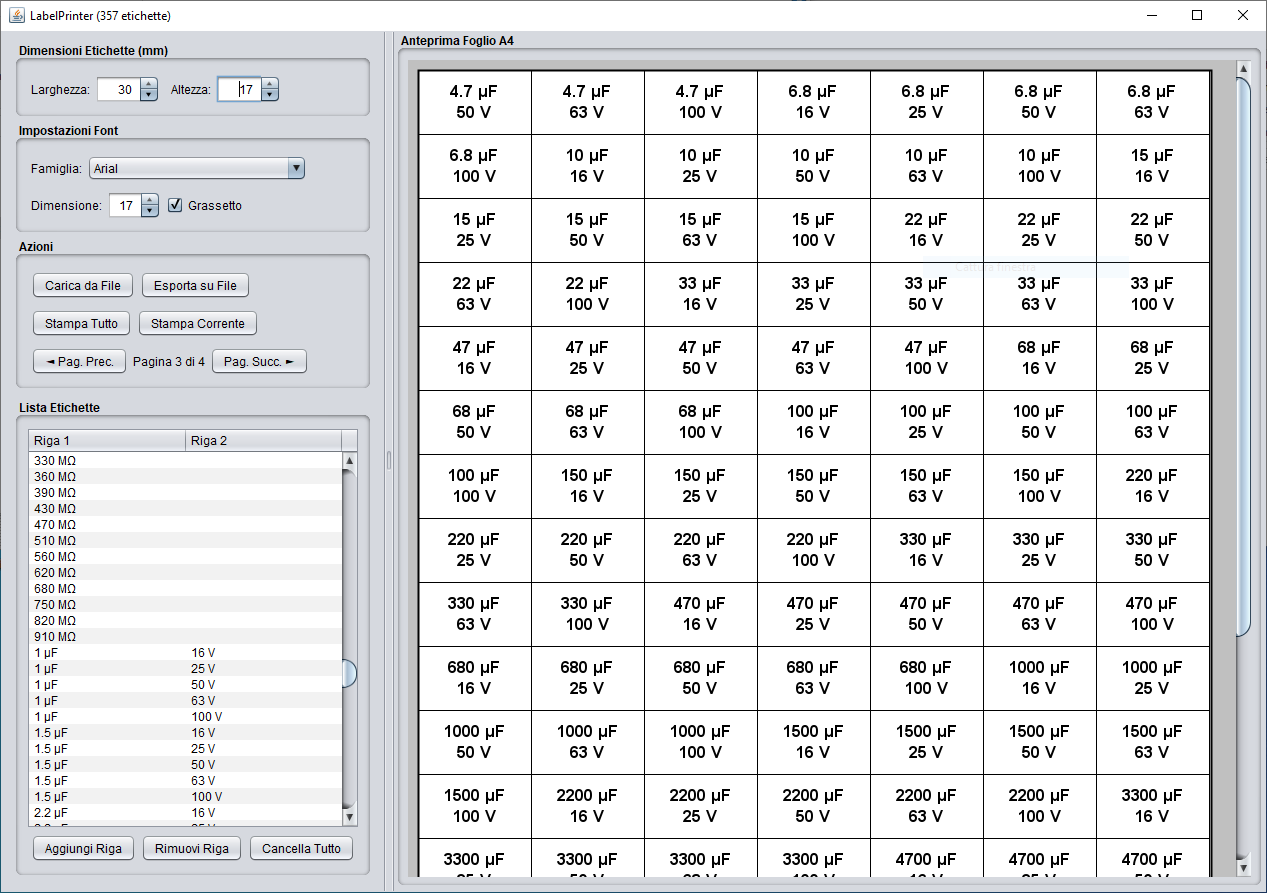 LabelPrinter (357 etichette)
Dimensioni Etichette (mm)
Larghezza: 30 Altezza: 17
Impostazioni Font
Famiglia: Arial
Dimensione: 17 Grassetto
Azioni
Carica da File Esporta su File
Stampa Tutto Stampa Corrente
◄ Pag. Prec. Pagina 3 di 4 Pag. Succ. ►
Lista Etichette
Riga 1 Riga 2
330 MΩ
360 MΩ
390 MΩ
430 MΩ
470 MΩ
510 MΩ
560 MΩ
620 MΩ
680 MΩ
750 MΩ
820 MΩ
910 MΩ
1 µF 16 V
1 µF 25 V
1 µF 50 V
1 µF 63 V
1 µF 100 V
1.5 µF 16 V
1.5 µF 25 V
1.5 µF 50 V
1.5 µF 63 V
1.5 µF 100 V
2.2 µF 16 V
Aggiungi Riga Rimuovi Riga Cancella Tutto
Anteprima Foglio A4
4.7 µF 4.7 µF 4.7 µF 6.8 µF 6.8 µF 6.8 µF 6.8 µF
50 V 63 V 100 V 16 V 25 V 50 V 63 V
6.8 µF 10 µF 10 µF 10 µF 10 µF 10 µF 15 µF
100 V 16 V 25 V 50 V 63 V 100 V 16 V
15 µF 15 µF 15 µF 15 µF 22 µF 22 µF 22 µF
25 V 50 V 63 V 100 V 16 V 25 V 50 V
Cattura finestra
22 µF 22 µF 33 µF 33 µF 33 µF 33 µF 33 µF
63 V 100 V 16 V 25 V 50 V 63 V 100 V
47 µF 47 µF 47 µF 47 µF 47 µF 68 µF 68 µF
16 V 25 V 50 V 63 V 100 V 16 V 25 V
68 µF 68 µF 68 µF 100 µF 100 µF 100 µF 100 µF
50 V 63 V 100 V 16 V 25 V 50 V 63 V
100 µF 150 µF 150 µF 150 µF 150 µF 150 µF 220 µF
100 V 16 V 25 V 50 V 63 V 100 V 16 V
220 µF 220 µF 220 µF 220 µF 330 µF 330 µF 330 µF
25 V 50 V 63 V 100 V 16 V 25 V 50 V
330 µF 330 µF 470 µF 470 µF 470 µF 470 µF 470 µF
63 V 100 V 16 V 25 V 50 V 63 V 100 V
680 µF 680 µF 680 µF 680 µF 680 µF 1000 µF 1000 µF
16 V 25 V 50 V 63 V 100 V 16 V 25 V
1000 µF 1000 µF 1000 µF 1500 µF 1500 µF 1500 µF 1500 µF
50 V 63 V 100 V 16 V 25 V 50 V 63 V
1500 µF 2200 µF 2200 µF 2200 µF 2200 µF 2200 µF 3300 µF
100 V 16 V 25 V 50 V 63 V 100 V 16 V
3300 µF 3300 µF 3300 µF 3300 µF 4700 µF 4700 µF 4700 µF